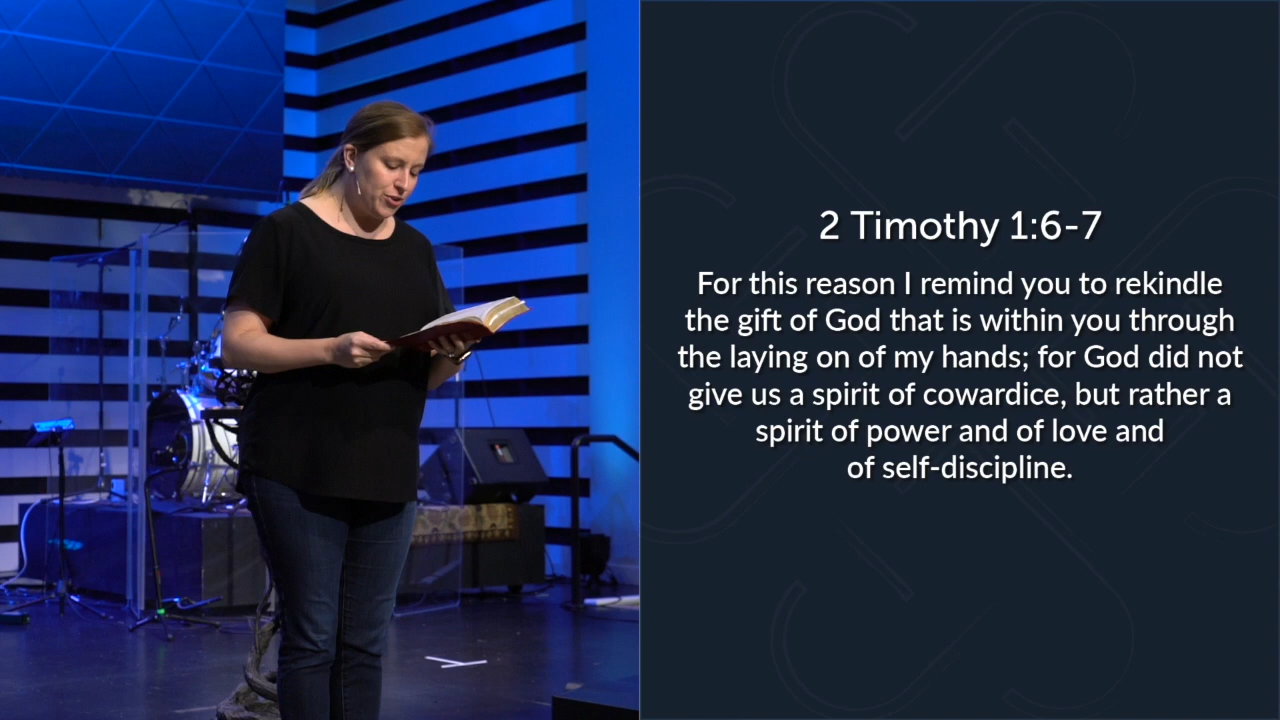 2 Timothy 1:6-7
For this reason I remind you to rekindle
the gift of God that is within you through
the laying on of my hands; for God did not
give us a spirit of cowardice, but rather a
spirit of power and of love and
of self-discipline.